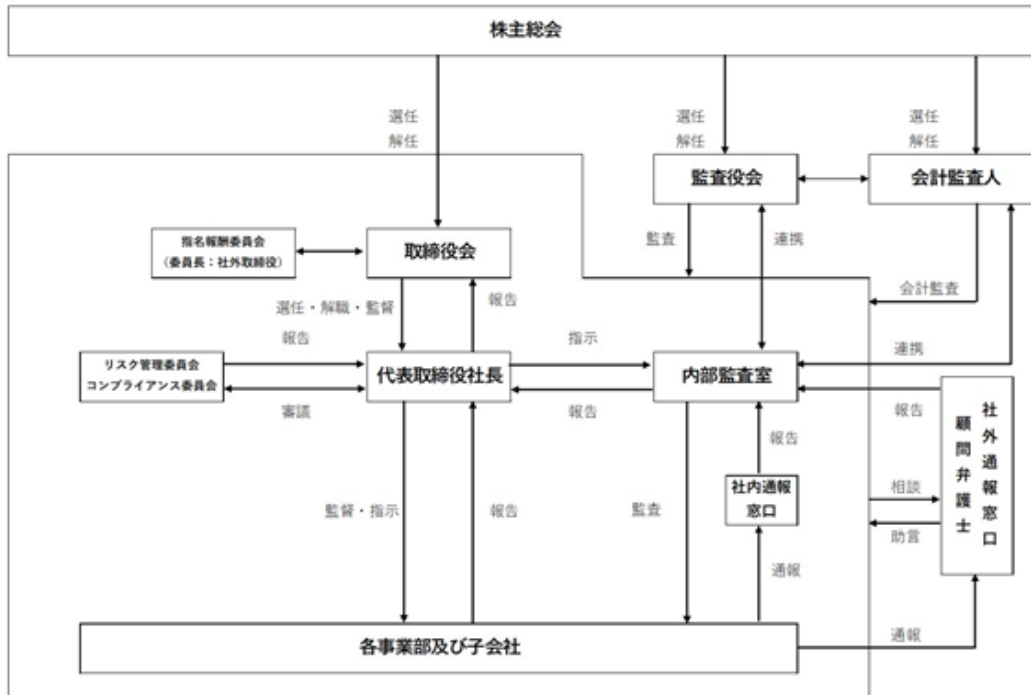 株主総会
選任
解任
選任
解任
選任
解任
監査役会
会計監査人
指名報酬委員会
（委員長：社外取締役）
取締役会
監査
連携
選任・解職・監督
報告
会計監査
報告
指示
連携
リスク管理委員会
コンプライアンス委員会
代表取締役社長
内部監査室
審議
報告
報告
報告
社外通報窓口
顧問弁護士
社内通報
窓口
相談
監督・指示
報告
監査
助言
通報
各事業部及び子会社
通報